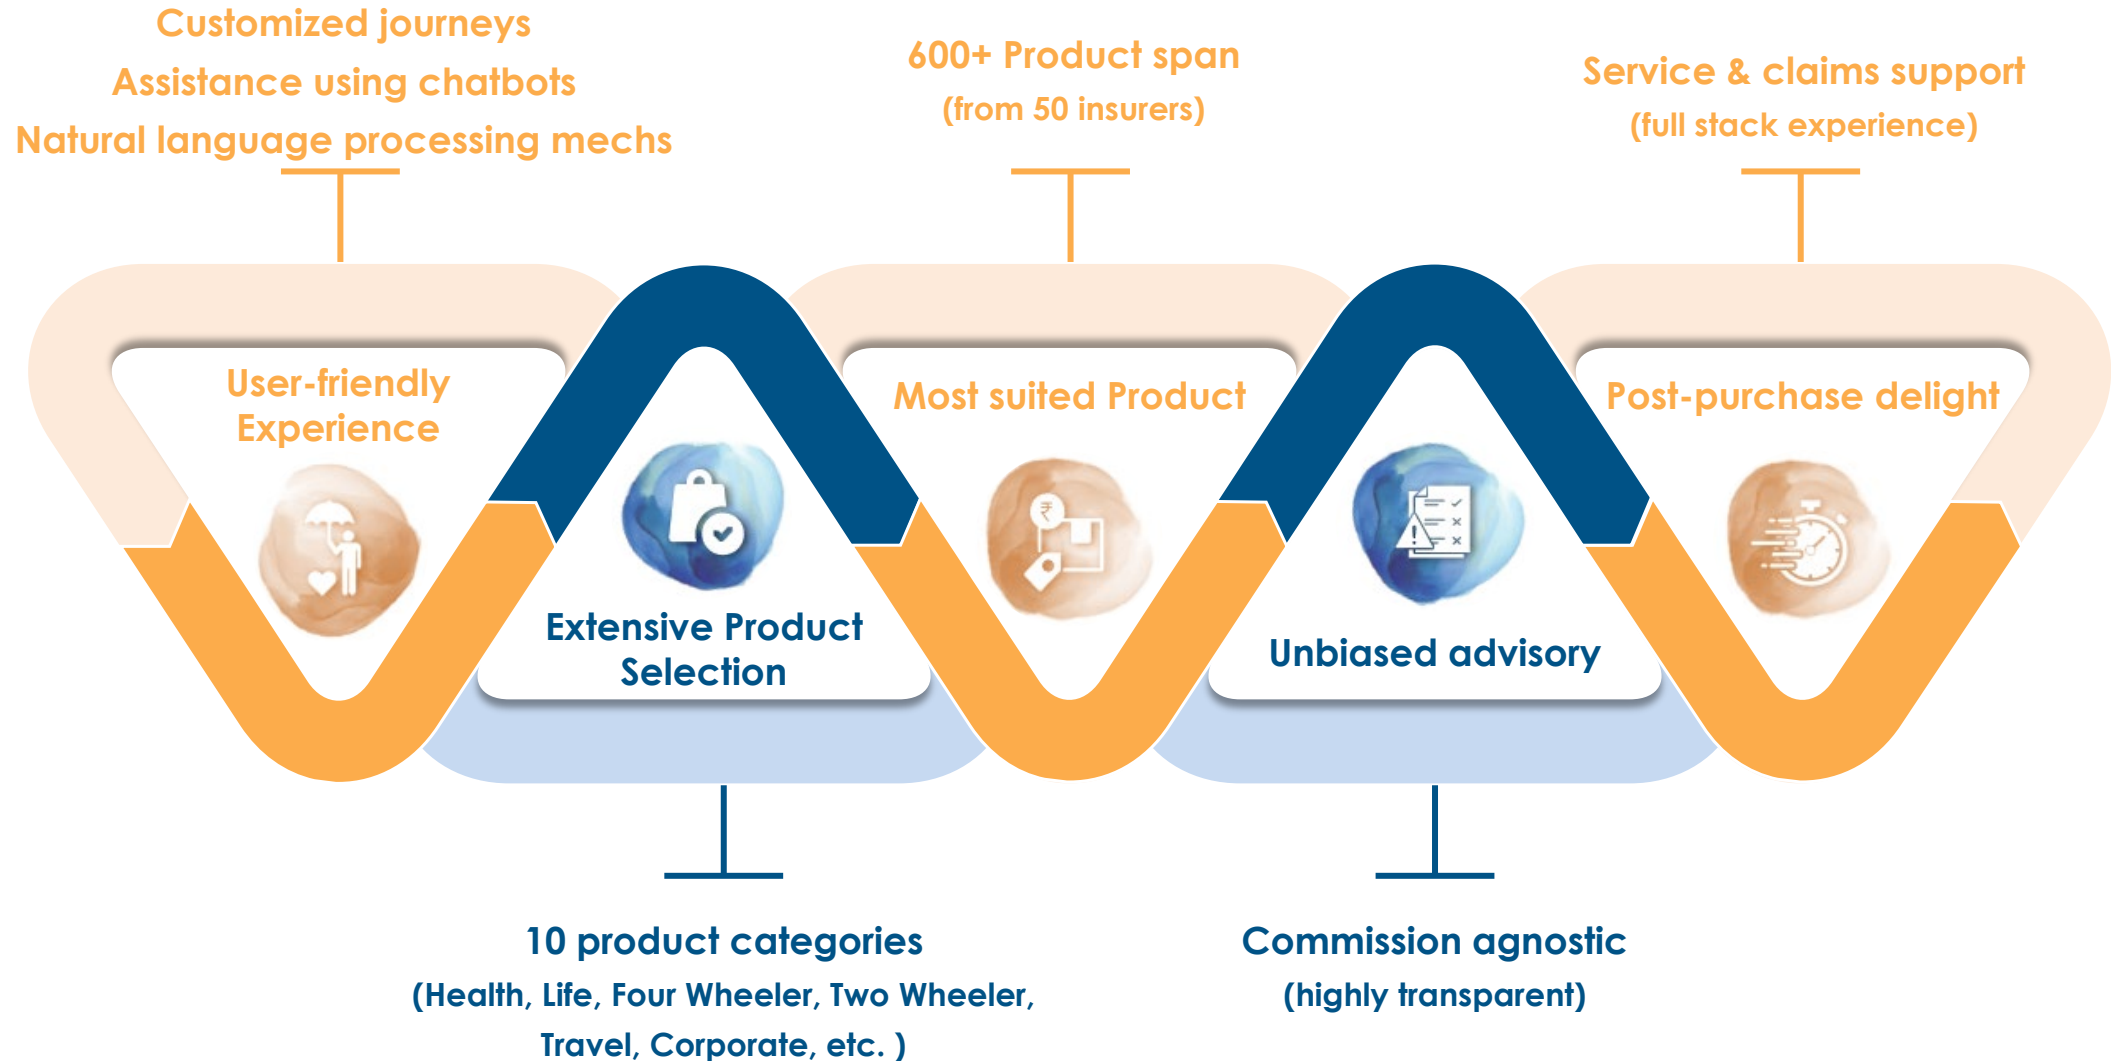 Customized journeys
Assistance using chatbots
Natural language processing mechs
600+ Product span
(from 50 insurers)
Service & claims support
(full stack experience)
User-friendly
Experience
Most suited Product
Post-purchase delight
₹
Extensive Product
Selection
Unbiased advisory
10 product categories
(Health, Life, Four Wheeler, Two Wheeler,
Travel, Corporate, etc. )
Commission agnostic
(highly transparent)